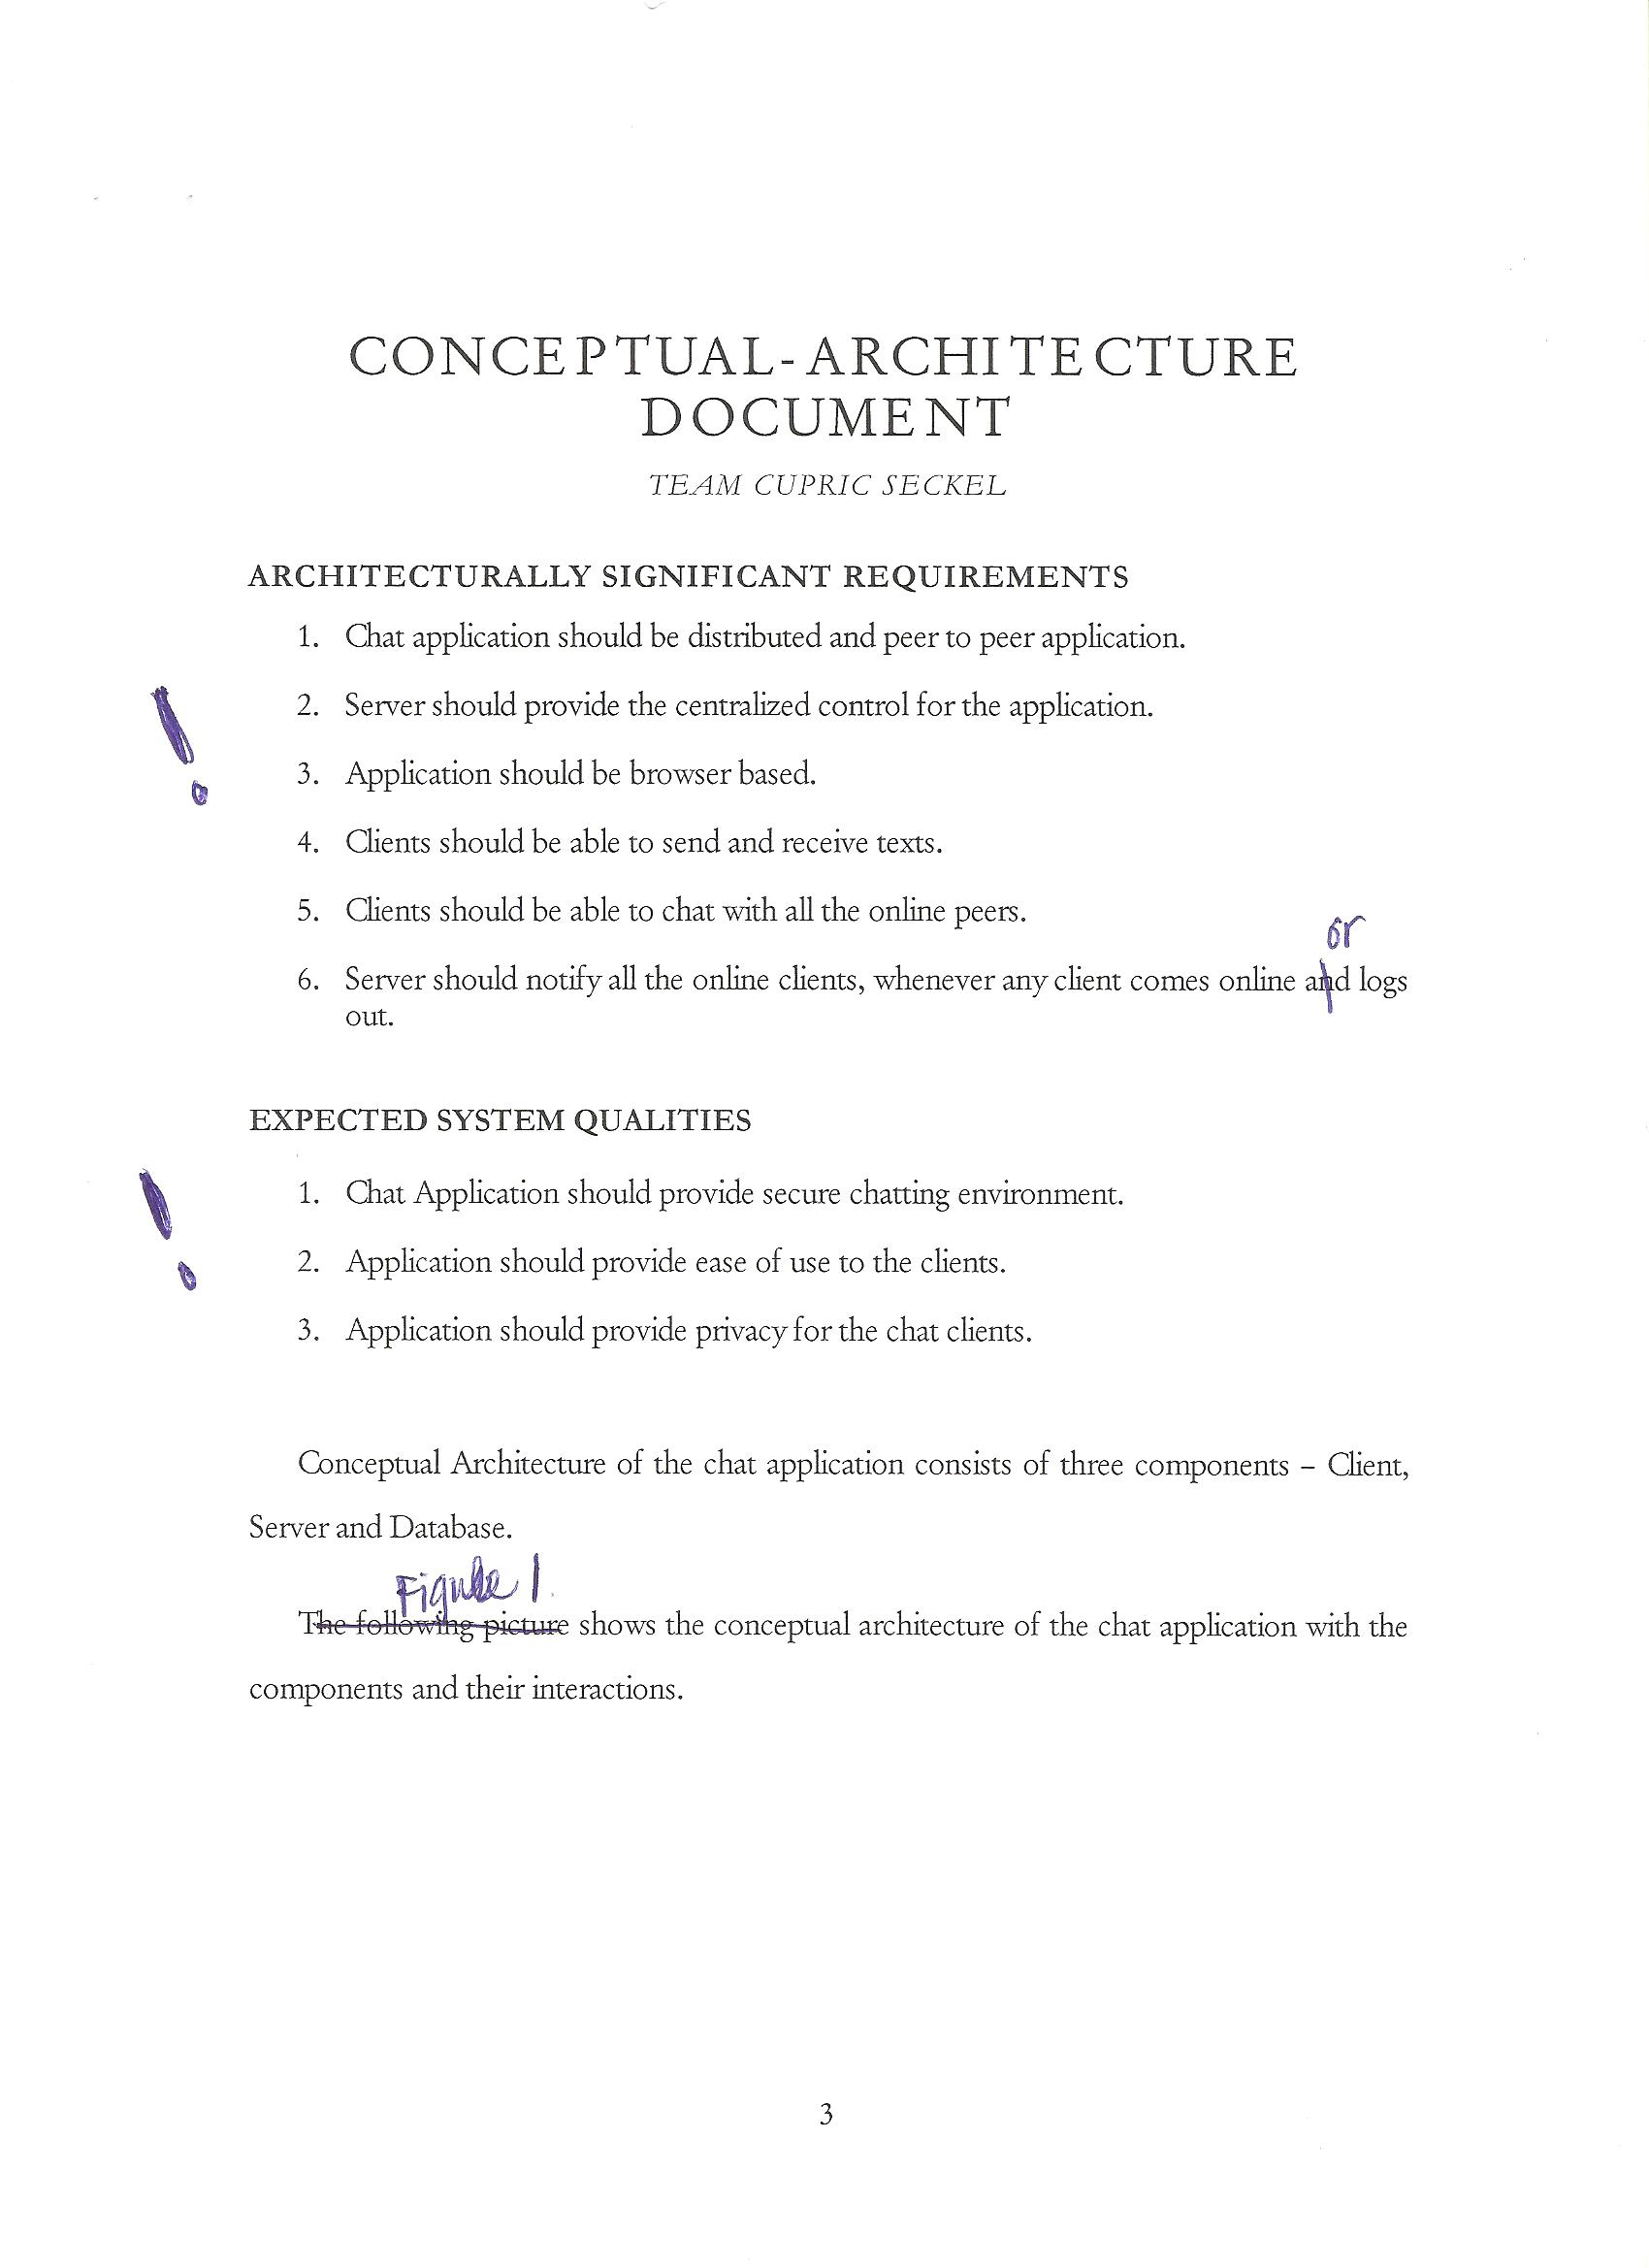 CONCEPTUAL-ARCHITECTURE
DOCUMENT
TEAM CUPRIC SECKEL
ARCHITECTURALLY SIGNIFICANT REQUIREMENTS
1. Chat application should be distributed and peer to peer application.
!
2. Server should provide the centralized control for the application.
3. Application should be browser based.
4. Clients should be able to send and receive texts.
5. Clients should be able to chat with all the online peers.
or
6. Server should notify all the online clients, whenever any client comes online and logs
out.
EXPECTED SYSTEM QUALITIES
!
1. Chat Application should provide secure chatting environment.
2. Application should provide ease of use to the clients.
3. Application should provide privacy for the chat clients.
Conceptual Architecture of the chat application consists of three components – Client,
Server and Database.
Figure 1
The following picture shows the conceptual architecture of the chat application with the
components and their interactions.
3